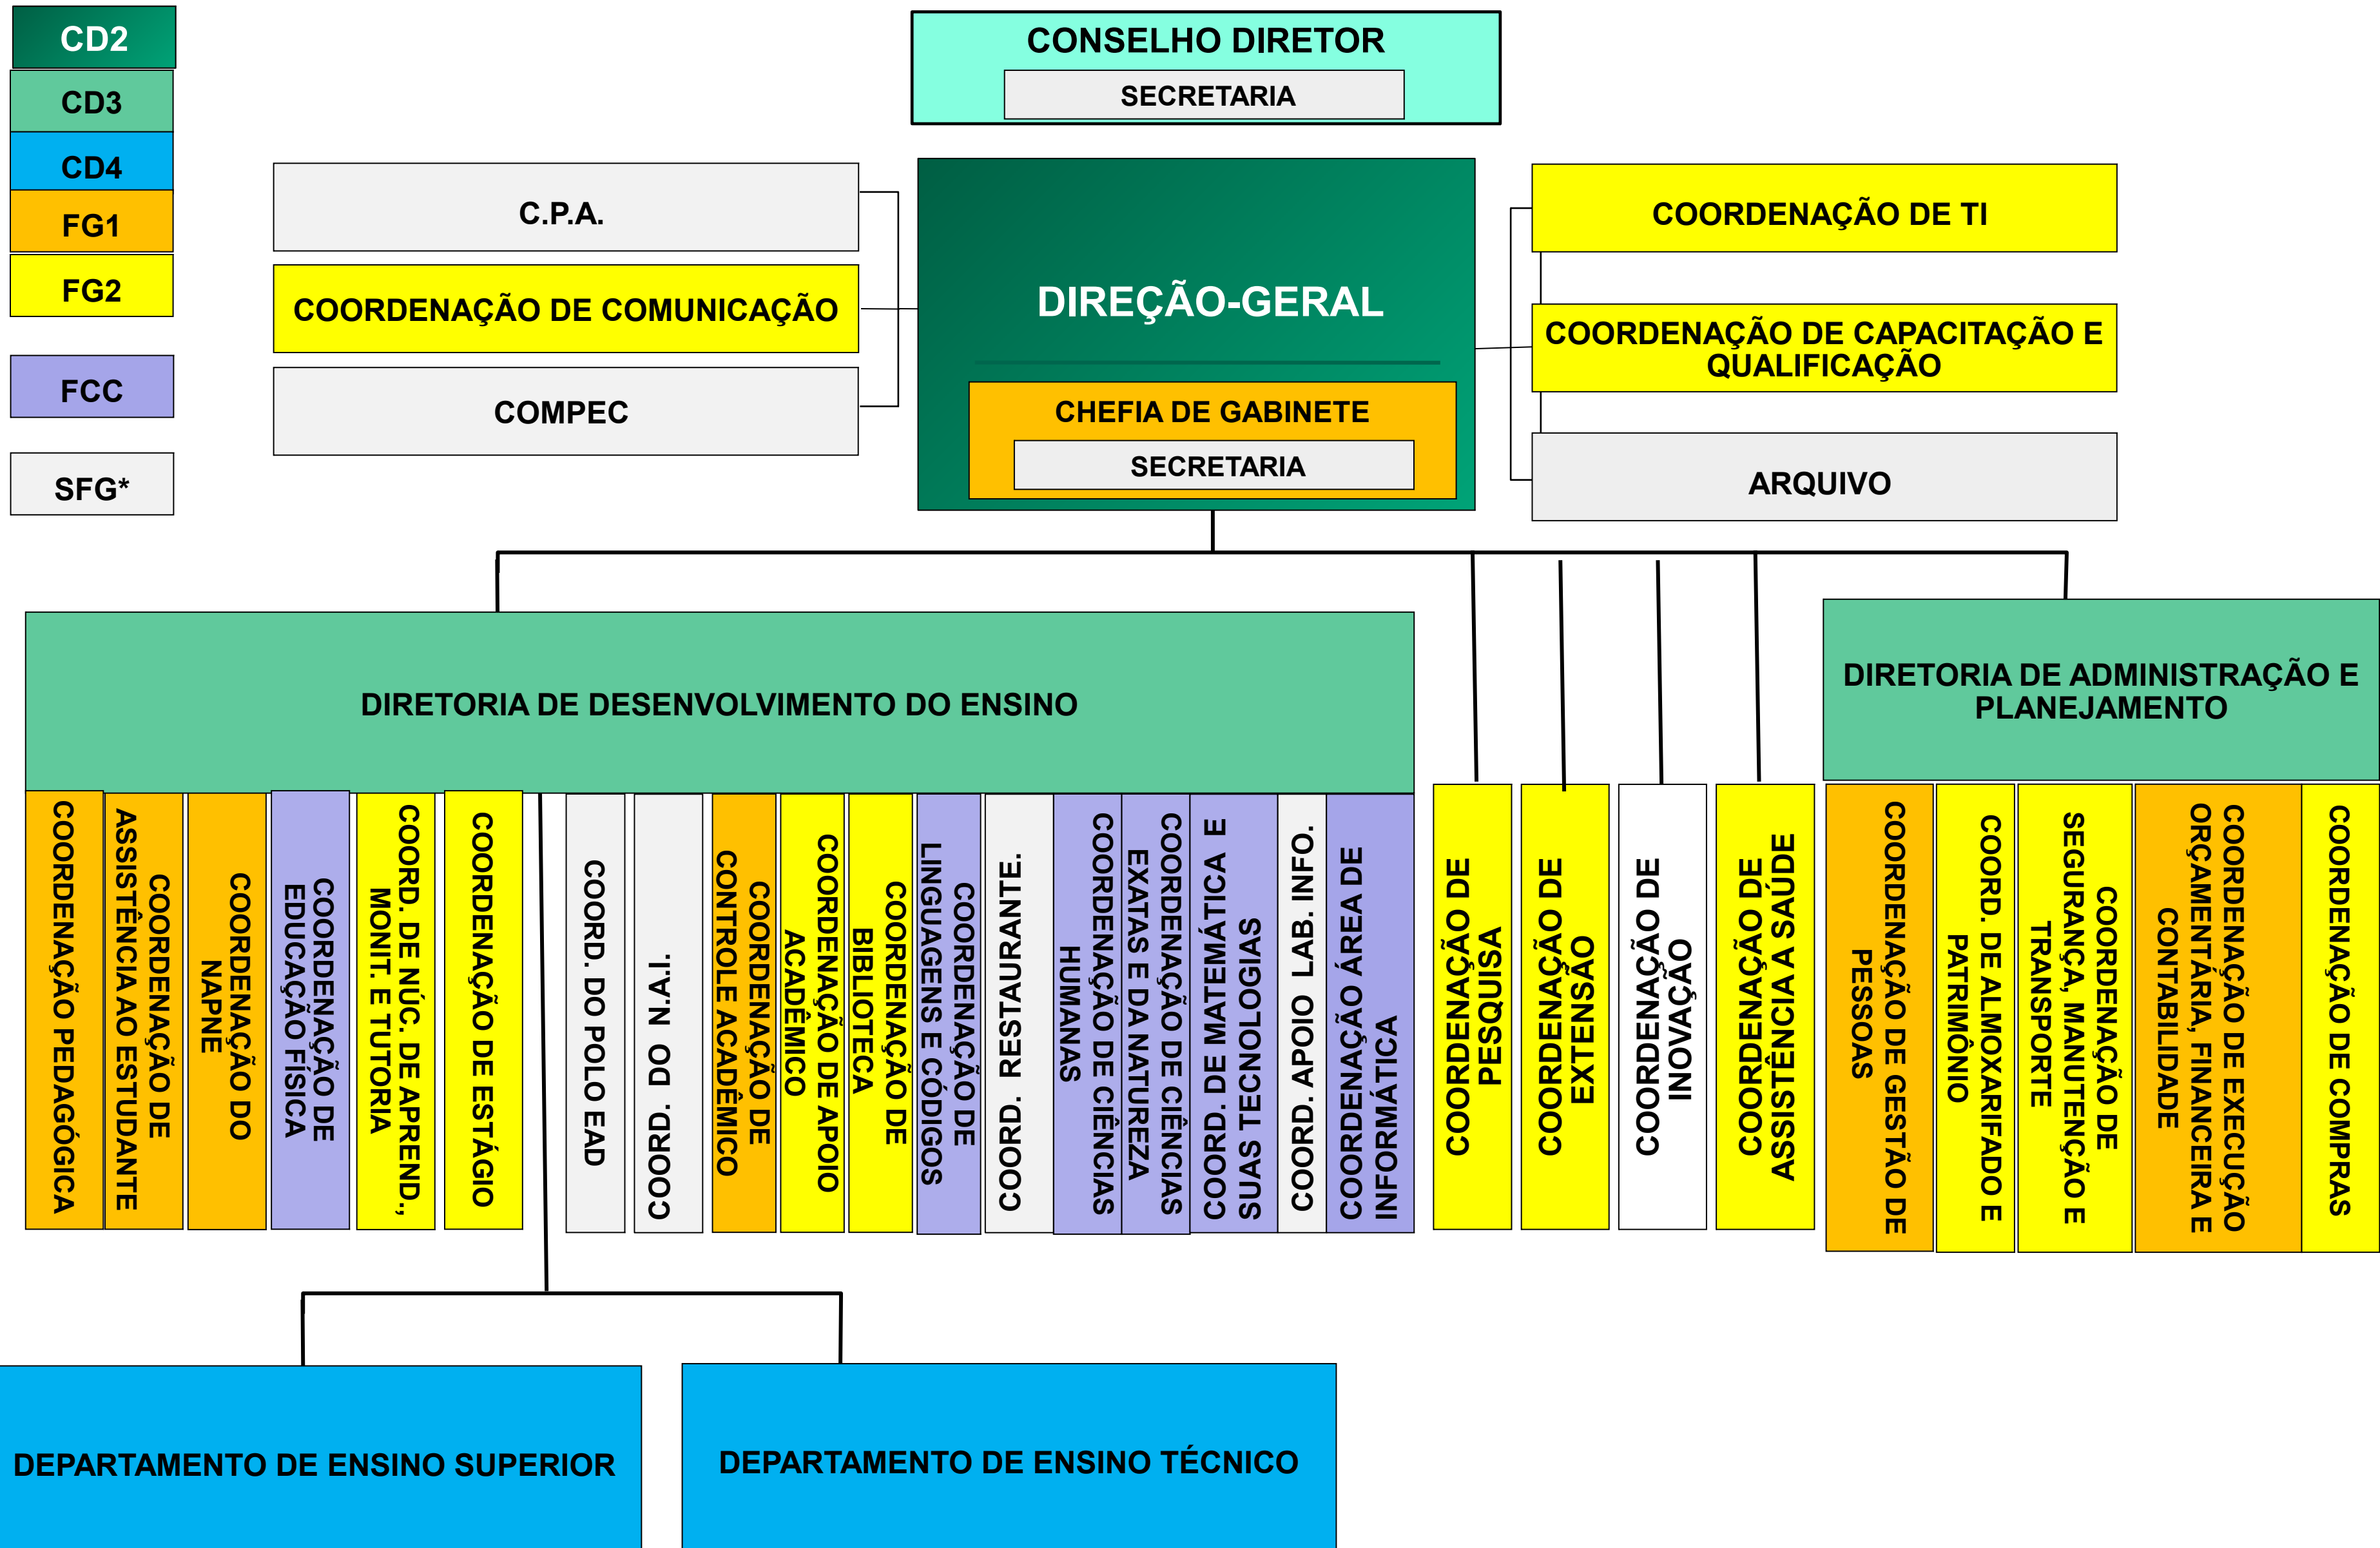 CD2
CD3
CD4
FG1
FG2
FCC
SFG*
CONSELHO DIRETOR
SECRETARIA
C.P.A.
COORDENAÇÃO DE COMUNICAÇÃO
COMPEC
DIREÇÃO-GERAL
CHEFIA DE GABINETE
SECRETARIA
COORDENAÇÃO DE TI
COORDENAÇÃO DE CAPACITAÇÃO E
QUALIFICAÇÃO
ARQUIVO
DIRETORIA DE DESENVOLVIMENTO DO ENSINO
DIRETORIA DE ADMINISTRAÇÃO E
PLANEJAMENTO
COORDENAÇÃO PEDAGÓGICA
COORDENAÇÃO DE
ASSISTÊNCIA AO ESTUDANTE
COORDENAÇÃO DO
NAPNE
COORDENAÇÃO DE
EDUCAÇÃO FÍSICA
COORD. DE NÚC. DE APREND.,
MONIT. E TUTORIA
COORDENAÇÃO DE ESTÁGIO
COORD. DO POLO EAD
COORD. DO N.A.I.
COORDENAÇÃO DE
CONTROLE ACADÊMICO
COORDENAÇÃO DE APOIO
ACADÊMICO
COORDENAÇÃO DE
BIBLIOTECA
COORDENAÇÃO DE
LINGUAGENS E CÓDIGOS
COORD. RESTAURANTE.
COORDENAÇÃO DE CIÊNCIAS
HUMANAS
COORDENAÇÃO DE CIÊNCIAS
EXATAS E DA NATUREZA
COORD. DE MATEMÁTICA E
SUAS TECNOLOGIAS
COORD. APOIO LAB. INFO.
COORDENAÇÃO ÁREA DE
INFORMÁTICA
COORDENAÇÃO DE
PESQUISA
COORDENAÇÃO DE
EXTENSÃO
COORDENAÇÃO DE
INOVAÇÃO
COORDENAÇÃO DE
ASSISTÊNCIA A SAÚDE
COORDENAÇÃO DE GESTÃO DE
PESSOAS
COORD. DE ALMOXARIFADO E
PATRIMÔNIO
COORDENAÇÃO DE
SEGURANÇA, MANUTENÇÃO E
TRANSPORTE
COORDENAÇÃO DE EXECUÇÃO
ORÇAMENTÁRIA, FINANCEIRA E
CONTABILIDADE
COORDENAÇÃO DE COMPRAS
DEPARTAMENTO DE ENSINO SUPERIOR
DEPARTAMENTO DE ENSINO TÉCNICO